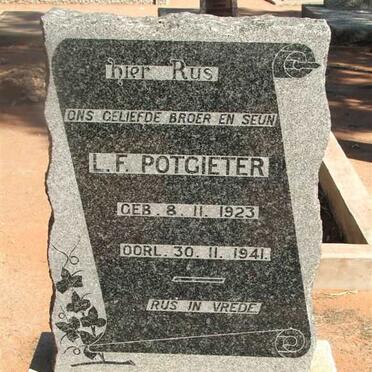 hier Rus
ONS GELIEFDE BROER EN SEUN
L.F. POTGIETER
GEB. 8. 11. 1923
OORL. 30. 11. 1941.
RUS IN VREDE